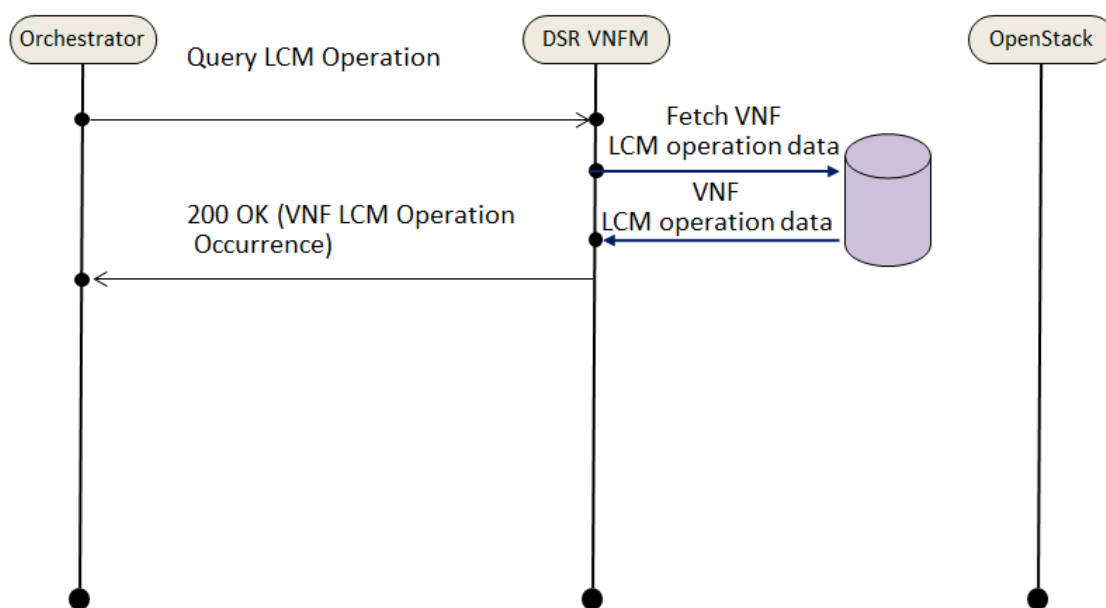 Orchestrator
DSR VNFM
OpenStack
Query LCM Operation
Fetch VNF
LCM operation data
VNF
LCM operation data
200 OK (VNF LCM Operation
Occurrence)